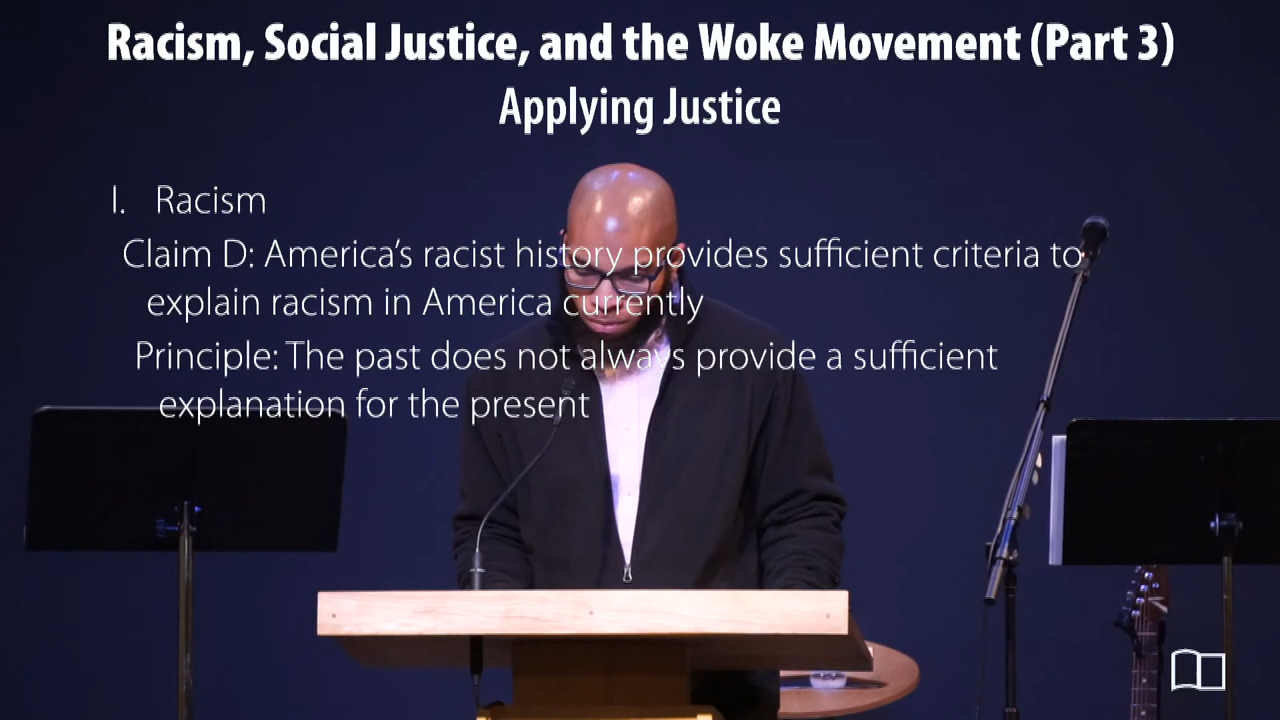 Racism, Social Justice, and the Woke Movement (Part 3)
Applying Justice
I. Racism
Claim D: America's racist history provides sufficient criteria to
explain racism in America currently
Principle: The past does not always provide a sufficient
explanation for the present